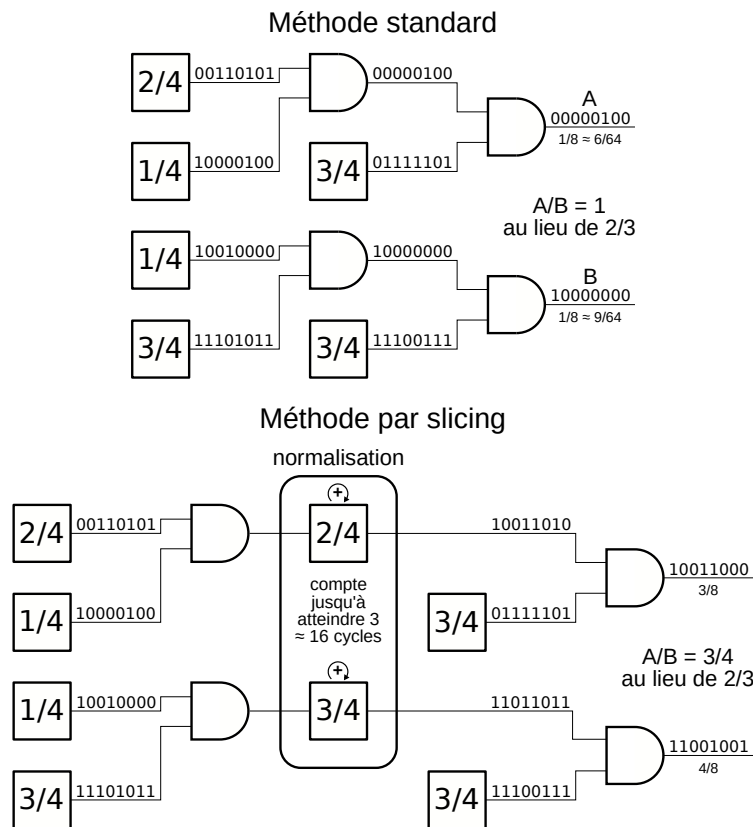 Méthode standard
2/4 00110101 00000100
A
00000100
1/8 ≈ 6/64
1/4 10000100 3/4 01111101
A/B = 1
au lieu de 2/3
1/4 10010000 10000000
B
10000000
1/8 ≈ 9/64
3/4 11101011 3/4 11100111
Méthode par slicing
normalisation
+
2/4 00110101 2/4 10011010
10011000
3/8
compte
jusqu'à
atteindre 3
≈ 16 cycles
1/4 10000100 3/4 01111101
A/B = 3/4
au lieu de 2/3
+
1/4 10010000 3/4 11011011
11001001
4/8
3/4 11101011 3/4 11100111